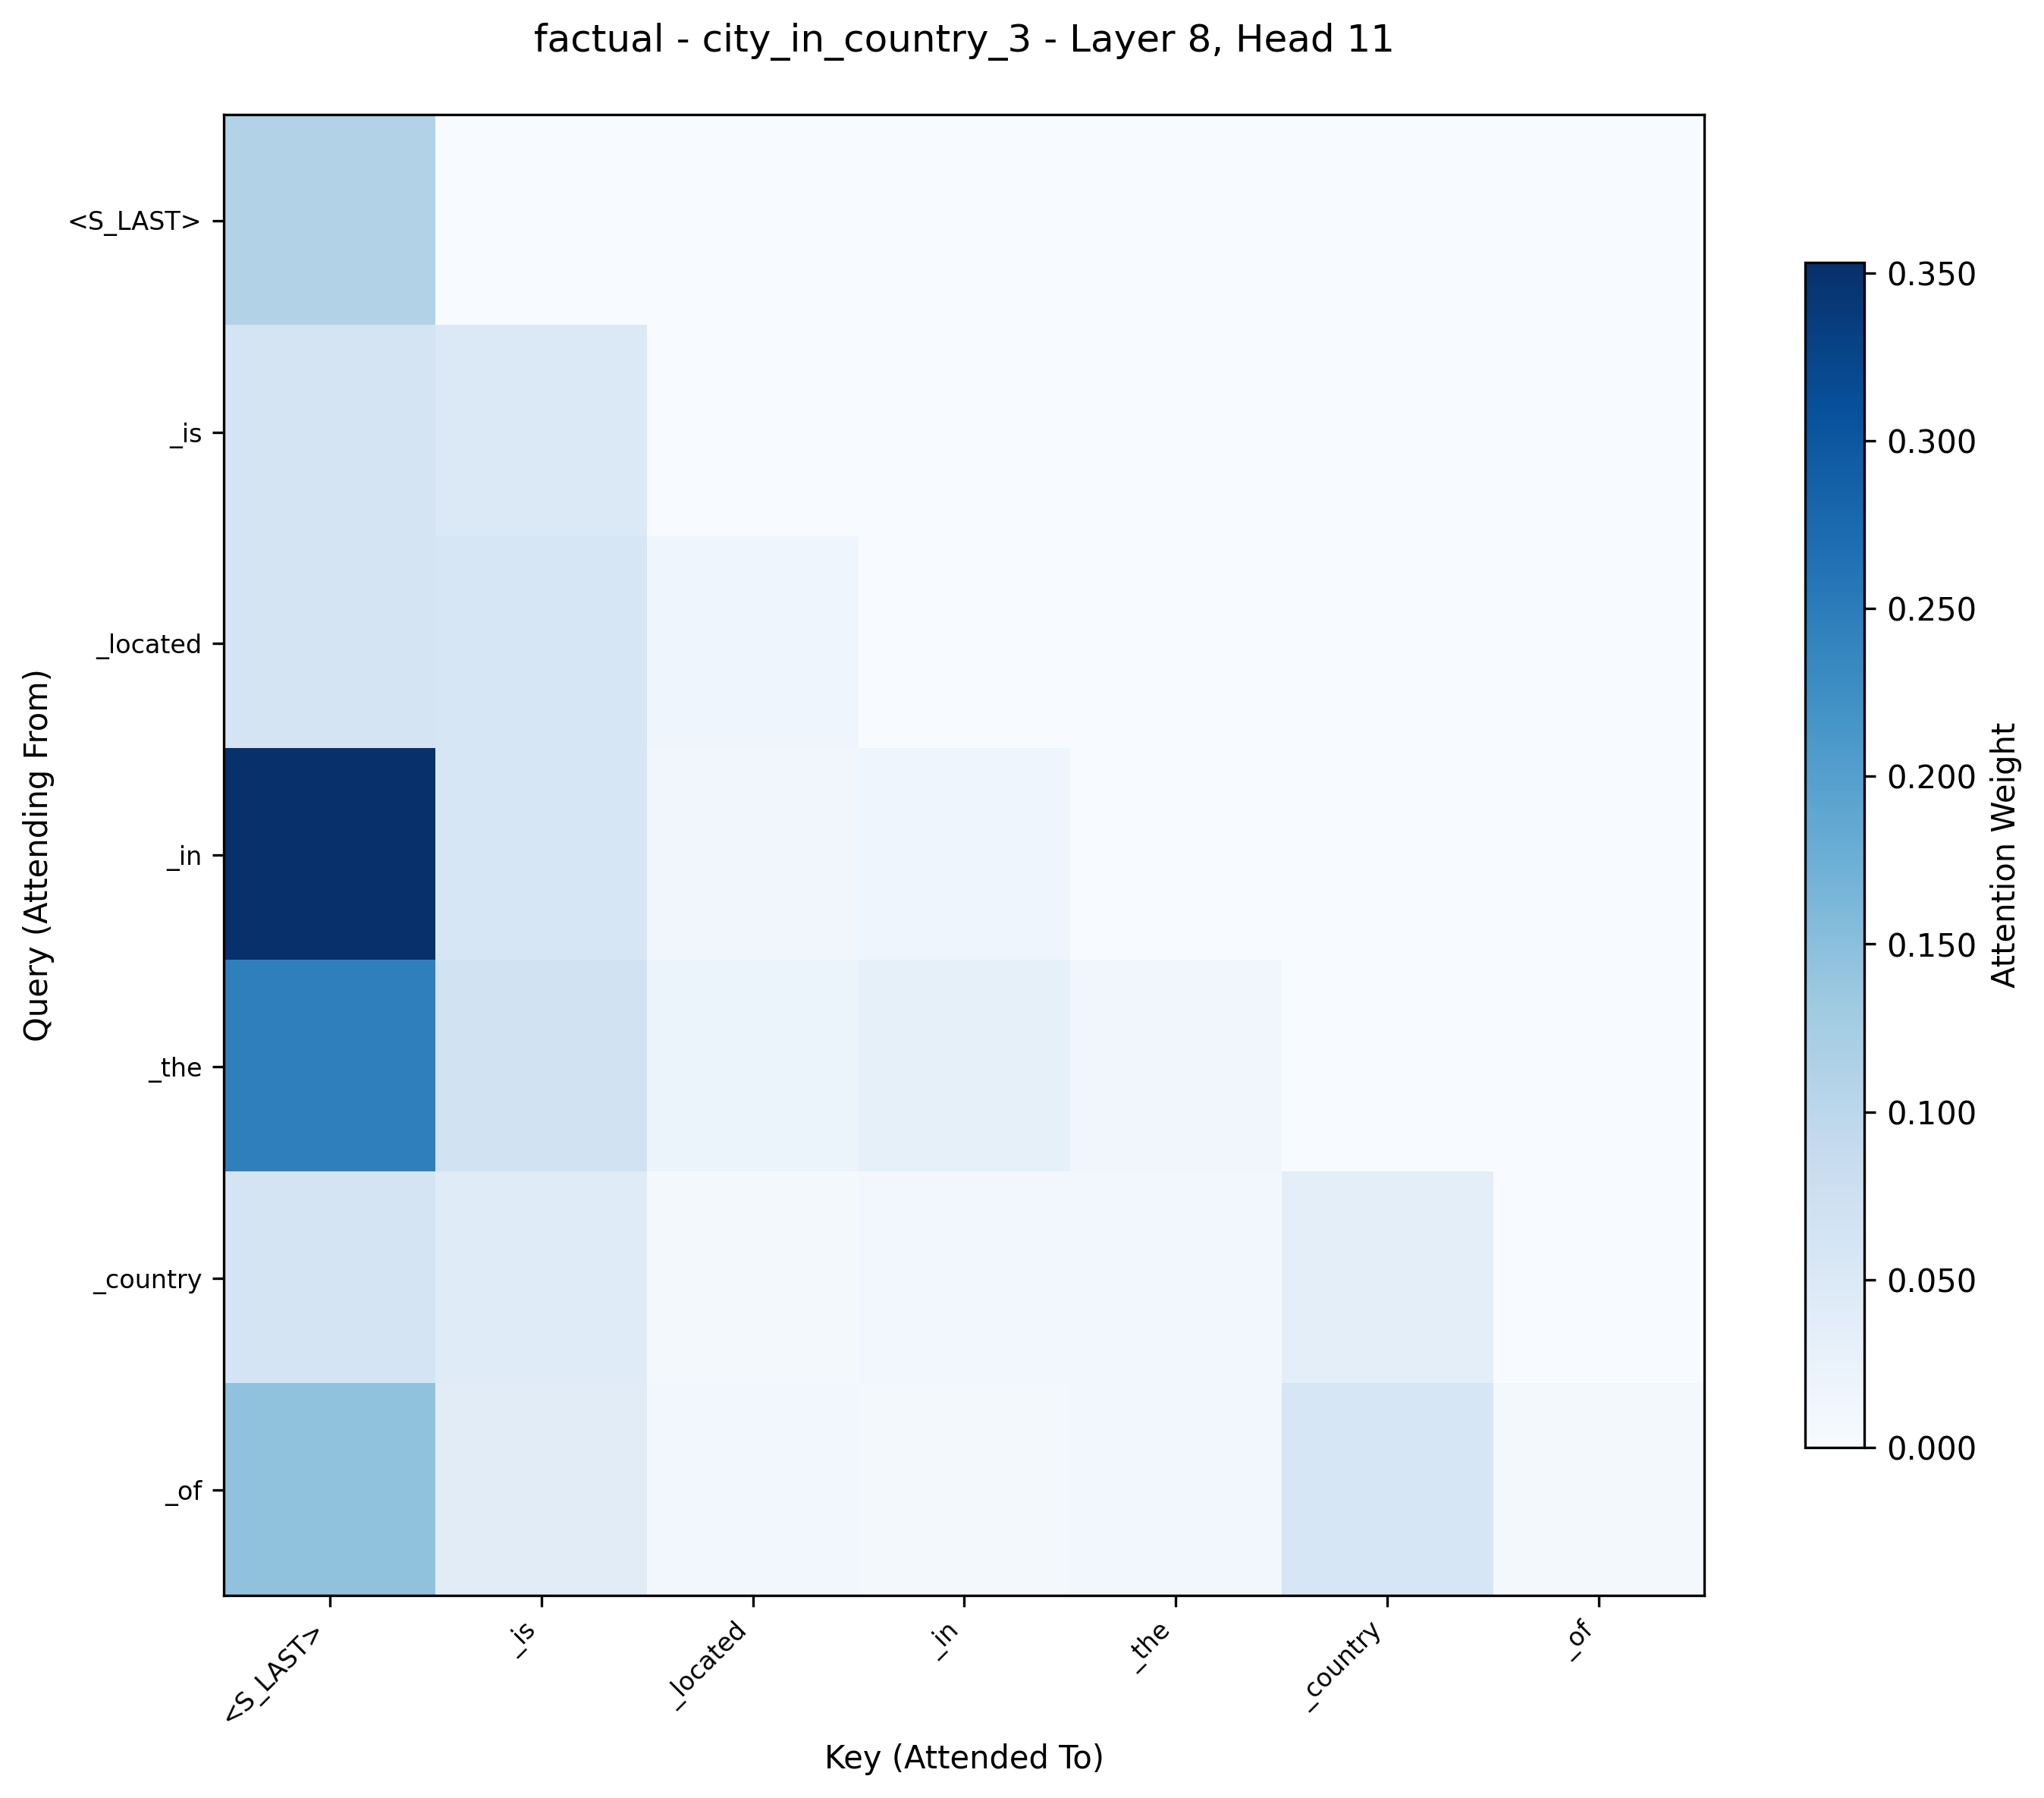 factual - city_in_country_3 - Layer 8, Head 11
Query (Attending From)
<S_LAST>
_is
_located
_in
_the
_country
_of
<S_LAST>
_is
_located
_in
_the
_country
_of
Key (Attended To)
0.350
0.300
0.250
0.200
0.150
0.100
0.050
0.000
Attention Weight